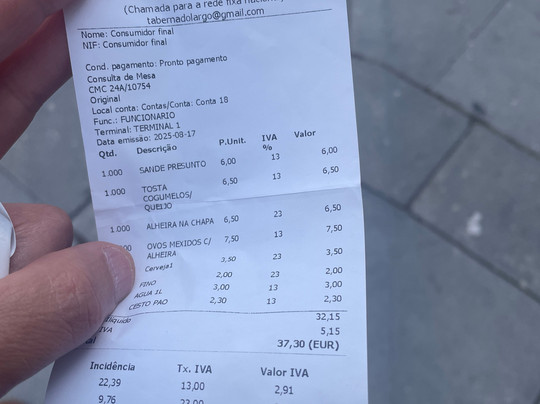 (Chamada para a rede fixa
tabernadolargo@gmail.com
Nome: Consumidor final
NIF: Consumidor final
Cond. pagamento: Pronto pagamento
Consulta de Mesa
CMC 24A/10754
Original
Local conta: Contas/Conta: Conta 18
Func.: FUNCIONARIO
Terminal: TERMINAL 1
Data emissão: 2025-08-17
Qtd. Descrição P.Unit. IVA % Valor
1.000 SANDE PRESUNTO 6,00 13 6,00
1.000 TOSTA 6,50 13 6,50
COGUMELOS/
QUEIJO
1.000 ALHEIRA NA CHAPA 6,50 23 6,50
OVOS MEXIDOS C/ 7,50 13 7,50
ALHEIRA
Cerveja1 3,50 23 3,50
FINO 2,00 23 2,00
AGUA 1L 3,00 13 3,00
CESTO PAO 2,30 13 2,30
32,15
IVA 5,15
37,30 (EUR)
Incidência Tx. IVA Valor IVA
22,39 13,00 2,91
9,76 23,00